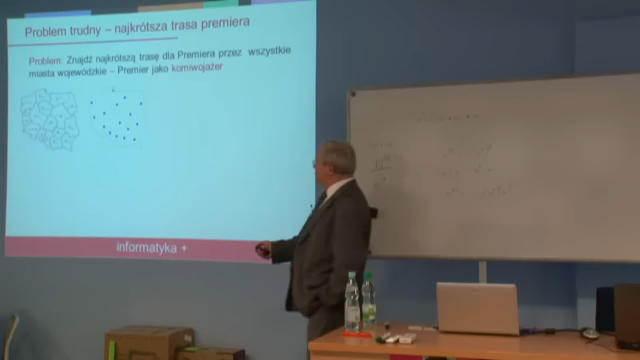 Problem trudny – najkrótsza trasa premiera
Problem: Znajdź najkrótszą trasę dla Premiera przez wszystkie
miasta wojewódzkie – Premier jako komiwojażer
informatyka +